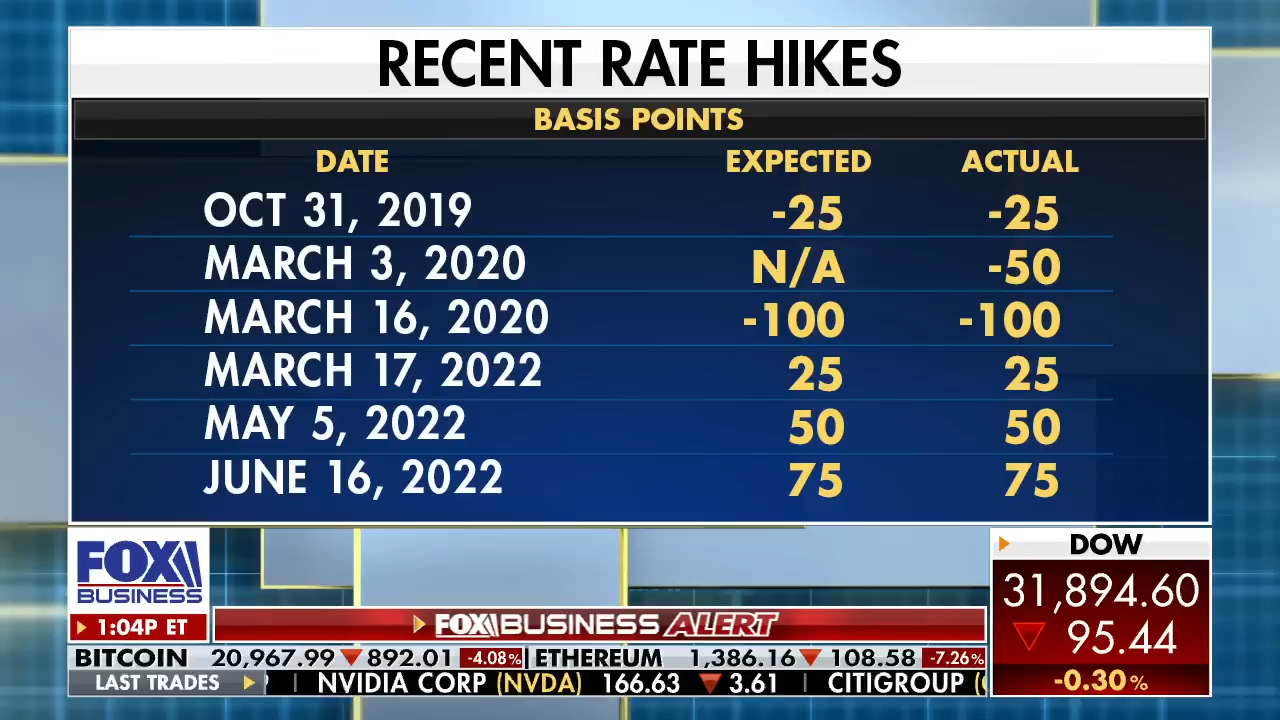 RECENT RATE HIKES
BASIS POINTS
DATE EXPECTED ACTUAL
OCT 31, 2019 -25 -25
MARCH 3, 2020 N/A -50
MARCH 16, 2020 -100 -100
MARCH 17, 2022 25 25
MAY 5, 2022 50 50
JUNE 16, 2022 75 75
FOX
BUSINESS
1:04P ET
FOX BUSINESS ALERT
DOW
31,894.60
95.44
-0.30%
BITCOIN 20,967.99 892.01 -4.08% ETHEREUM 1,386.16 108.58 -7.26%
LAST TRADES NVIDIA CORP (NVDA) 166.63 3.61 CITIGROUP (